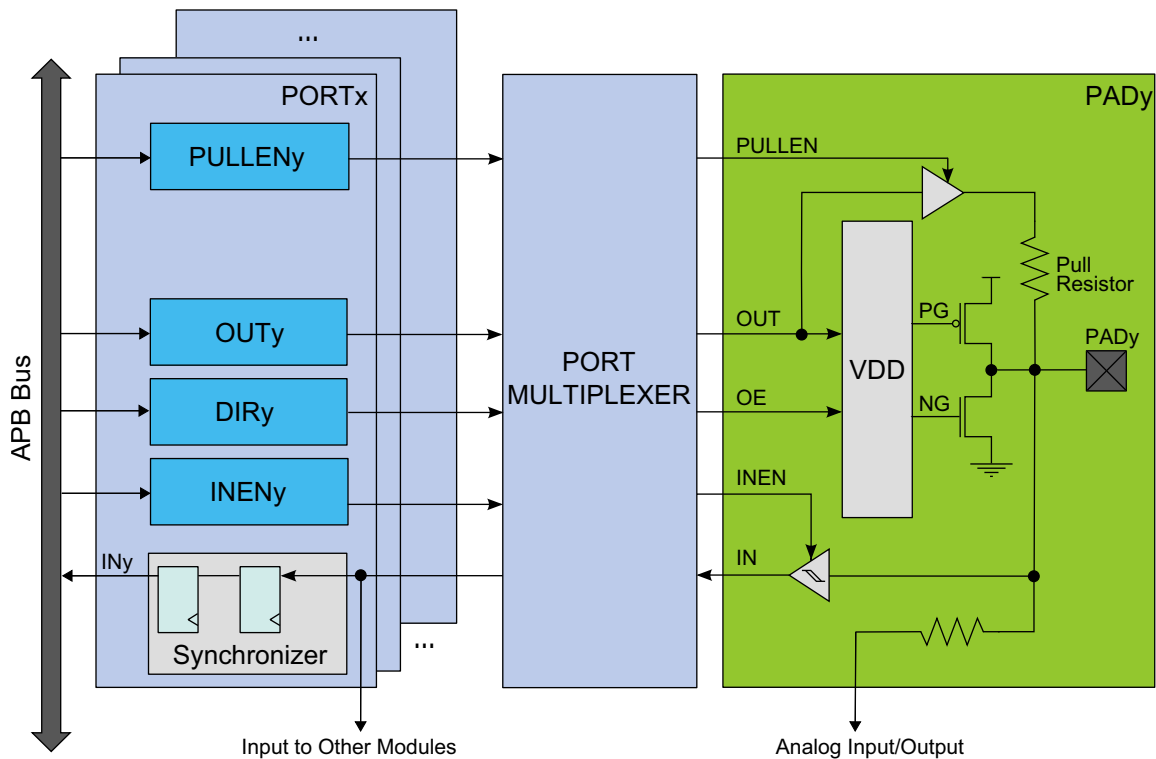 ...
PORTx
PADy
PULLENy
PULLEN
Pull
Resistor
OUTy
OUT
PG
PADy
PORT
MULTIPLEXER
VDD
APB Bus
DIRy
OE
NG
INENy
INEN
INy
IN
Synchronizer
...
Input to Other Modules
Analog Input/Output